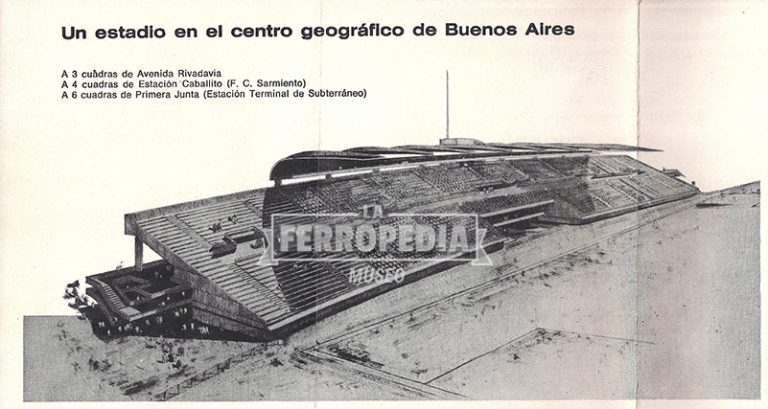 Un estadio en el centro geográfico de Buenos Aires
A 3 cuadras de Avenida Rivadavia
A 4 cuadras de Estación Caballito (F. C. Sarmiento)
A 6 cuadras de Primera Junta (Estación Terminal de Subterráneo)
LA
FERROPEDIA
MUSEO